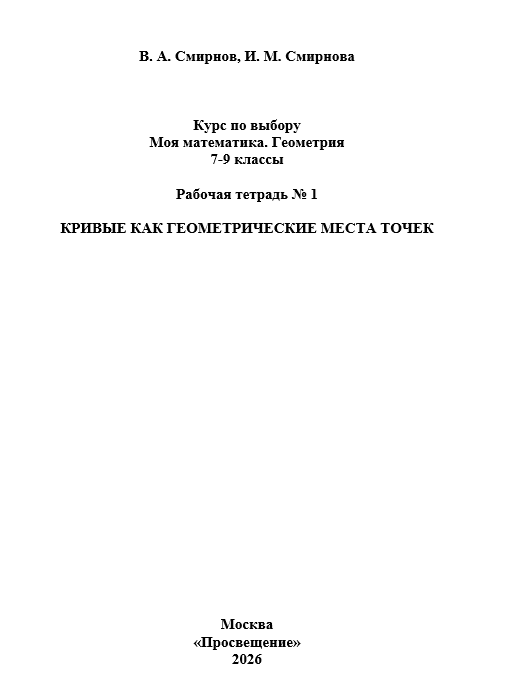 В. А. Смирнов, И. М. Смирнова
Курс по выбору
Моя математика. Геометрия
7-9 классы
Рабочая тетрадь № 1
КРИВЫЕ КАК ГЕОМЕТРИЧЕСКИЕ МЕСТА ТОЧЕК
Москва
«Просвещение»
2026